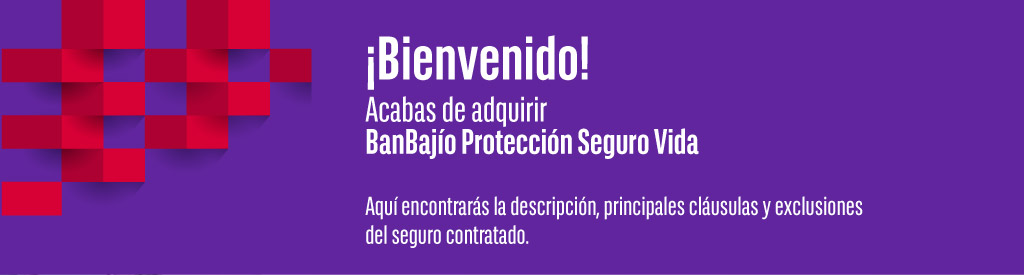 ¡Bienvenido!
Acabas de adquirir
BanBajío Protección Seguro Vida
Aquí encontrarás la descripción, principales cláusulas y exclusiones
del seguro contratado.